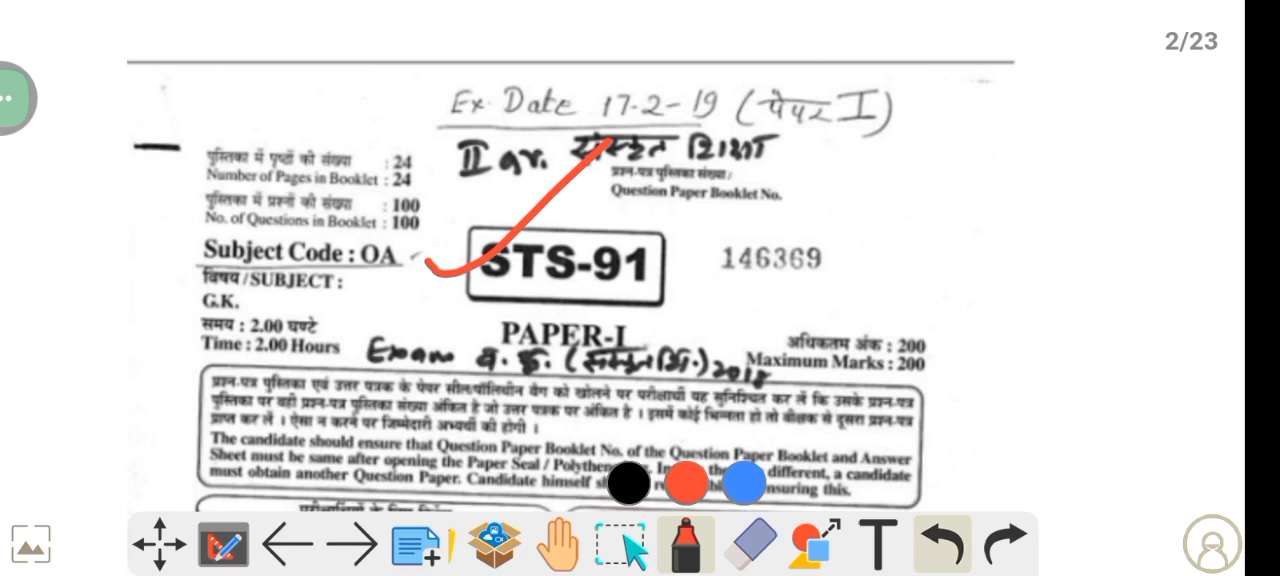 2/23
Ex. Date 17-2-19 (पेपर I)
II gr. संस्कृत शिक्षा
पुस्तिका में पृष्ठों की संख्या : 24
Number of Pages in Booklet : 24
पुस्तिका में प्रश्नों की संख्या : 100
No. of Questions in Booklet : 100
प्रश्न-पत्र पुस्तिका संख्या/
Question Paper Booklet No.
Subject Code : OA
STS-91
146369
विषय/SUBJECT :
G.K.
समय : 2.00 घण्टे
Time : 2.00 Hours
PAPER-I
अधिकतम अंक : 200
Maximum Marks : 200
Exam व. 2018
प्रश्न-पत्र पुस्तिका एवं उत्तर पत्रक के पेपर सील/पॉलिथीन बैग को खोलने पर परीक्षार्थी यह सुनिश्चित कर लें कि उसके प्रश्न-पत्र
पुस्तिका पर वही प्रश्न-पत्र पुस्तिका संख्या अंकित है जो उत्तर पत्रक पर अंकित है । इसमें कोई भिन्नता हो तो वीक्षक से दूसरा प्रश्न-पत्र
प्राप्त कर लें । ऐसा न करने पर जिम्मेदारी अभ्यर्थी की होगी ।
The candidate should ensure that Question Paper Booklet No. of the Question Paper Booklet and Answer
Sheet must be same after opening the Paper Seal / Polythene different, a candidate
must obtain another Question Paper. Candidate himself ensuring this.
T